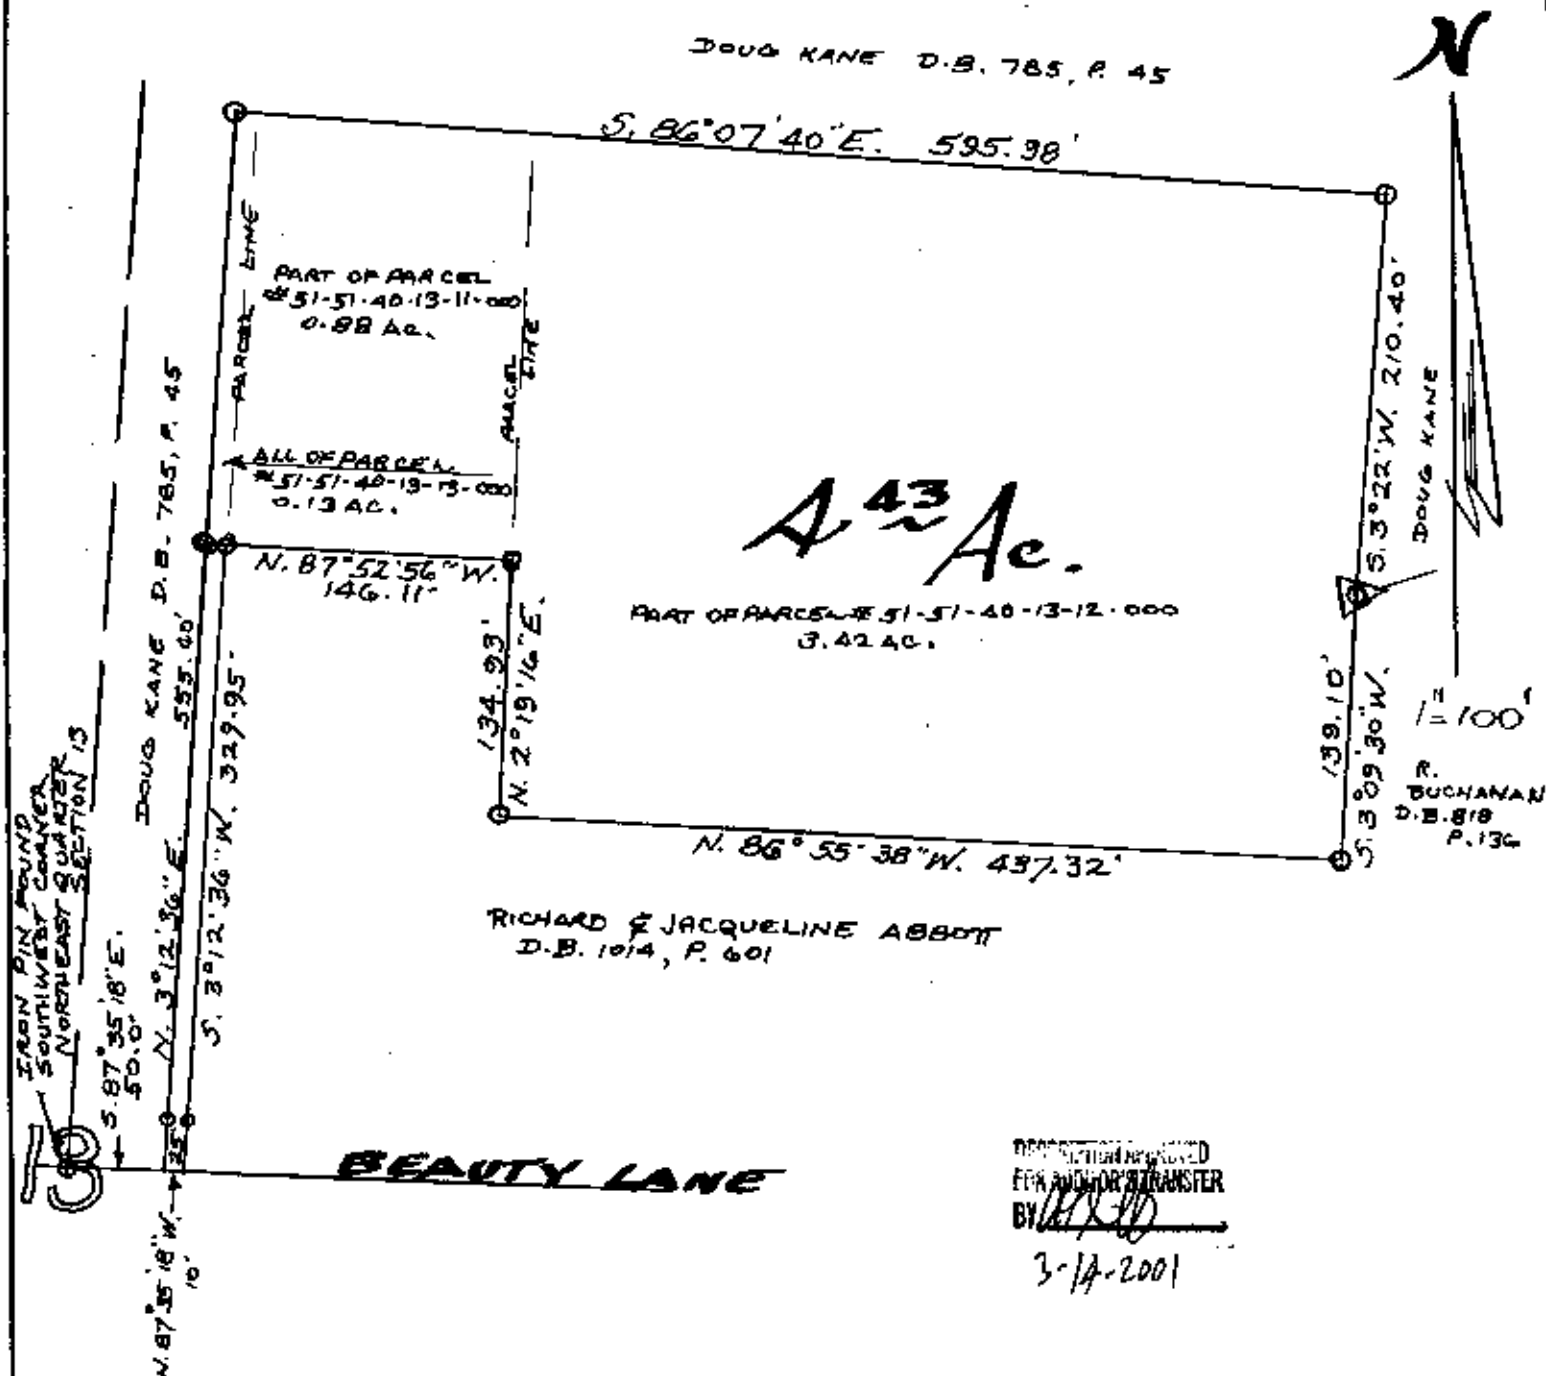 DOUG KANE D.B. 785, P. 45
N
S. 86°07'40"E. 595.38'
PARCEL LINE
PART OF PARCEL
#51-51-40-13-11-000
0.88 Ac.
PARCEL LINE
ALL OF PARCEL
#51-51-40-13-13-000
0.13 AC.
DOUG KANE D.B. 785, P. 45
S. 3°22'W. 210.40'
DOUG KANE
A 4.43 Ac.
PART OF PARCEL # 51-51-40-13-12-000
3.42 AC.
N. 87°52'56"W.
146.11'
134.93'
N. 2°19'16"E.
139.10'
S. 3°09'30"W.
1"=100'
R.
BUCHANAN
D.B. 818
P. 136
N. 86°55'38"W. 437.32'
RICHARD & JACQUELINE ABBOTT
D.B. 1014, P. 601
N. 3°12'36"E. 555.40'
S. 3°12'36"W. 329.95'
IRON PIN FOUND
SOUTHWEST CORNER
NORTHEAST QUARTER
SECTION 13
S. 87°35'18"E.
50.0'
25'
BEAUTY LANE
N. 87°35'18"W.
10'
DESCRIPTION APPROVED
FOR AUDITOR'S TRANSFER
BY
3-14-2001